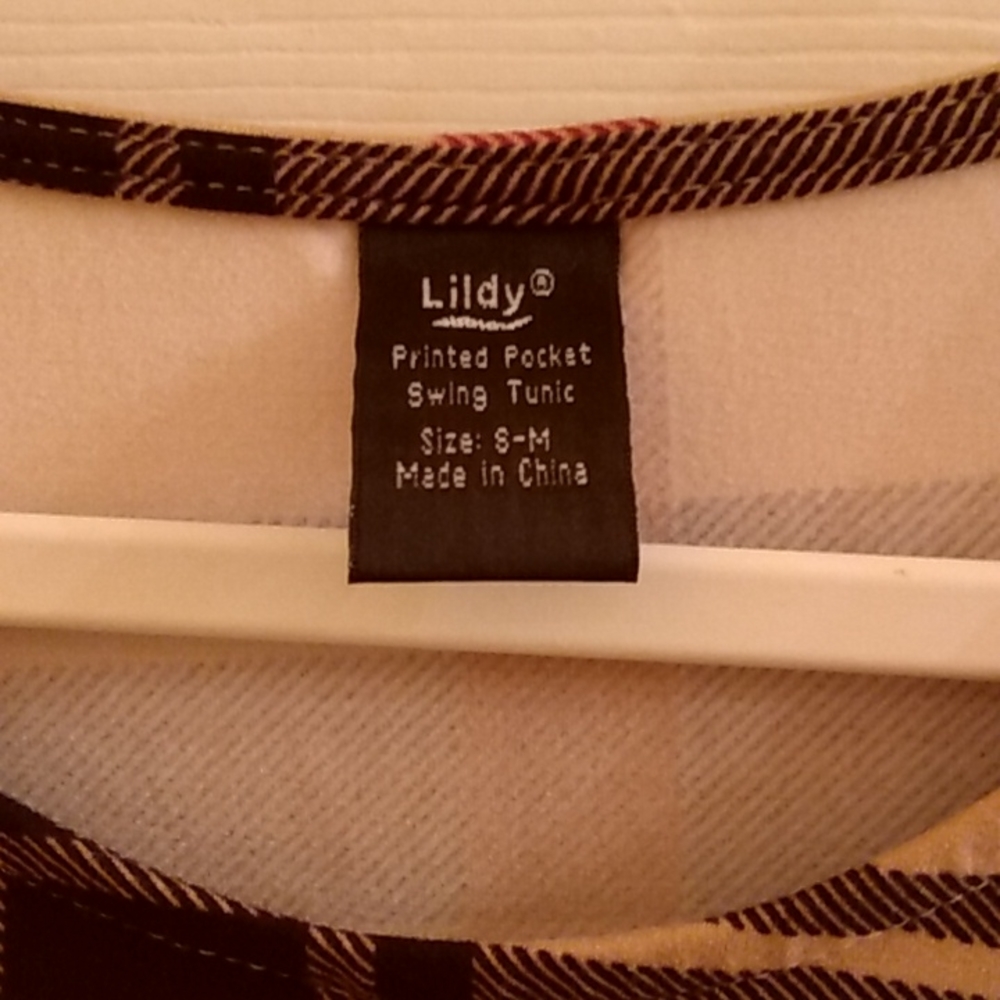 Lildy®
Printed Pocket
Swing Tunic
Size: S-M
Made in China